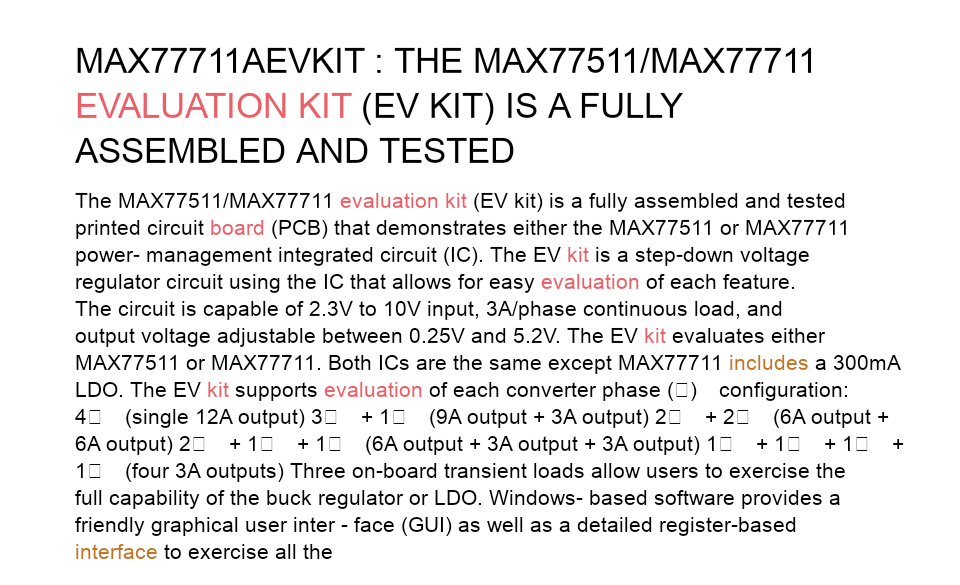 MAX77711AEVKIT : THE MAX77511/MAX77711
EVALUATION KIT (EV KIT) IS A FULLY
ASSEMBLED AND TESTED
The MAX77511/MAX77711 evaluation kit (EV kit) is a fully assembled and tested
printed circuit board (PCB) that demonstrates either the MAX77511 or MAX77711
power- management integrated circuit (IC). The EV kit is a step-down voltage
regulator circuit using the IC that allows for easy evaluation of each feature.
The circuit is capable of 2.3V to 10V input, 3A/phase continuous load, and
output voltage adjustable between 0.25V and 5.2V. The EV kit evaluates either
MAX77511 or MAX77711. Both ICs are the same except MAX77711 includes a 300mA
LDO. The EV kit supports evaluation of each converter phase (□) configuration:
4□ (single 12A output) 3□ + 1□ (9A output + 3A output) 2□ + 2□ (6A output +
6A output) 2□ + 1□ + 1□ (6A output + 3A output + 3A output) 1□ + 1□ + 1□ +
1□ (four 3A outputs) Three on-board transient loads allow users to exercise the
full capability of the buck regulator or LDO. Windows- based software provides a
friendly graphical user inter - face (GUI) as well as a detailed register-based
interface to exercise all the